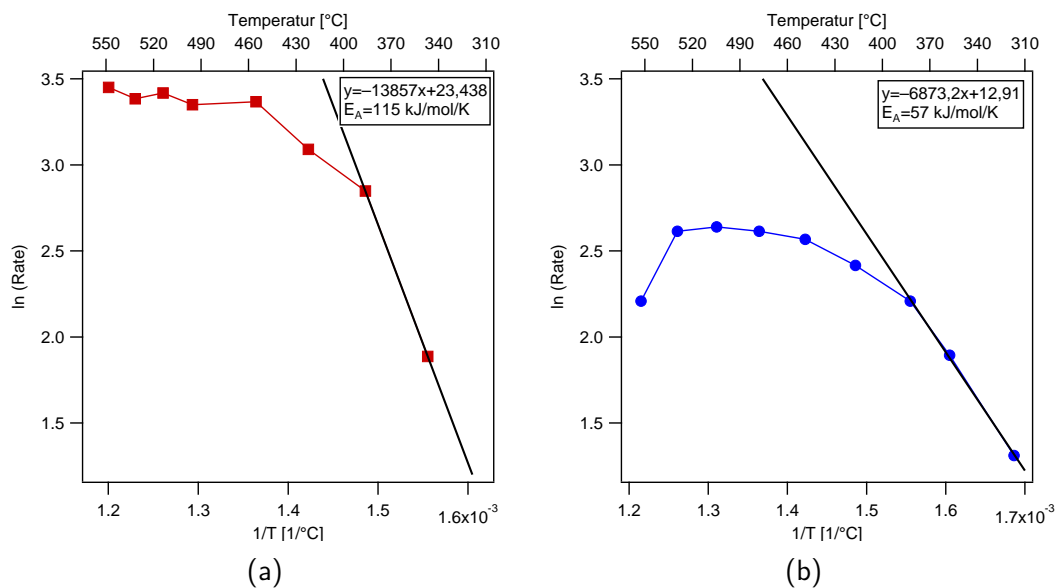 Temperatur [°C]
550 520 490 460 430 400 370 340 310
3.5
3.0
2.5
2.0
1.5
ln (Rate)
y=–13857x+23,438
E_A=115 kJ/mol/K
1.2 1.3 1.4 1.5 1.6x10⁻³
1/T [1/°C]
(a)
Temperatur [°C]
550 520 490 460 430 400 370 340 310
3.5
3.0
2.5
2.0
1.5
ln (Rate)
y=–6873,2x+12,91
E_A=57 kJ/mol/K
1.2 1.3 1.4 1.5 1.6 1.7x10⁻³
1/T [1/°C]
(b)